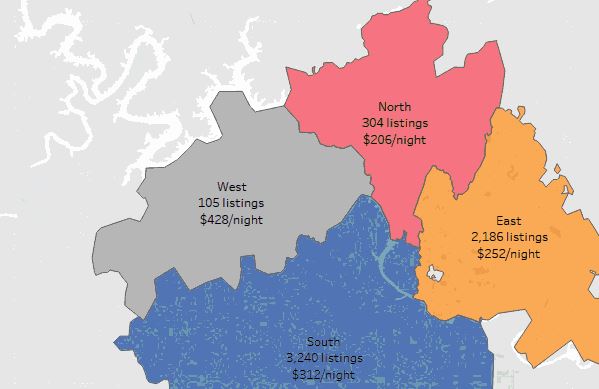 North
304 listings
$206/night
West
105 listings
$428/night
East
2,186 listings
$252/night
South
3,240 listings
$312/night